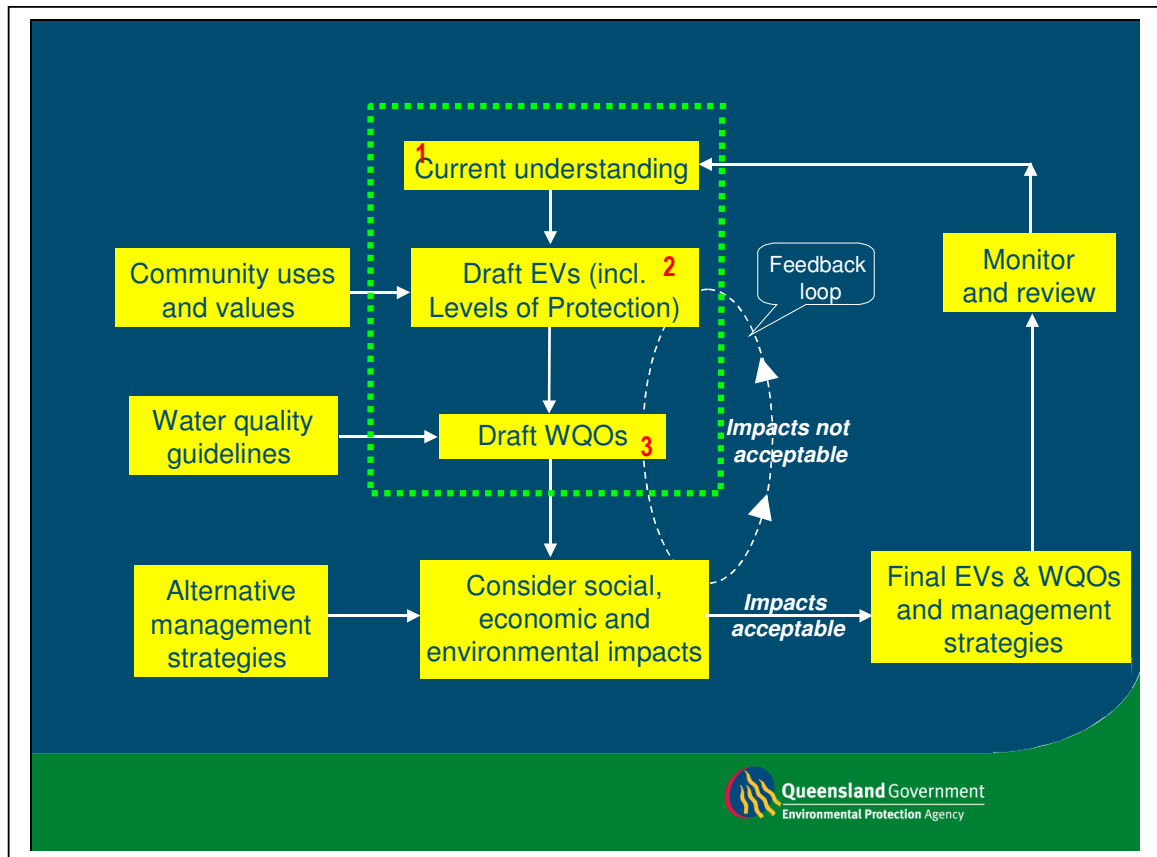 1
Current understanding
Community uses
and values
Draft EVs (incl.
Levels of Protection)
2
Feedback
loop
Monitor
and review
Water quality
guidelines
Draft WQOs
3
Impacts not
acceptable
Alternative
management
strategies
Consider social,
economic and
environmental impacts
Impacts
acceptable
Final EVs & WQOs
and management
strategies
Queensland Government
Environmental Protection Agency